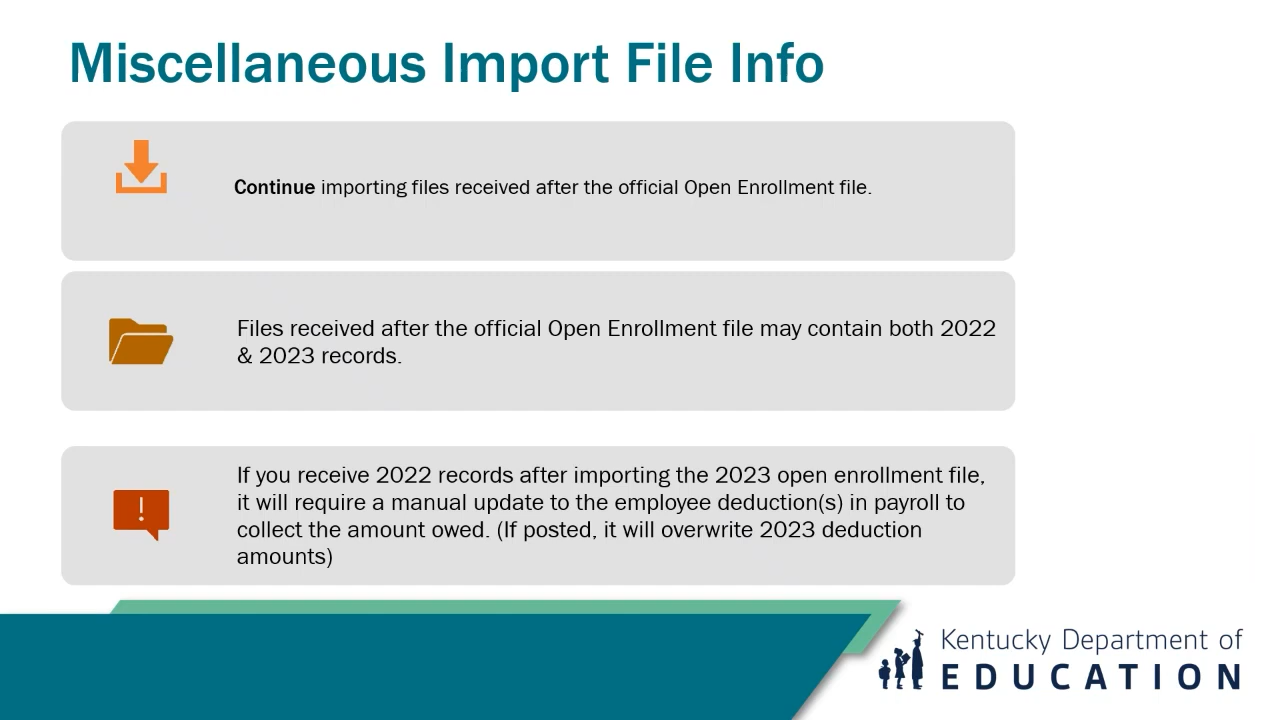 Miscellaneous Import File Info
Continue importing files received after the official Open Enrollment file.
Files received after the official Open Enrollment file may contain both 2022
& 2023 records.
If you receive 2022 records after importing the 2023 open enrollment file,
it will require a manual update to the employee deduction(s) in payroll to
collect the amount owed. (If posted, it will overwrite 2023 deduction
amounts)
Kentucky Department of
EDUCATION